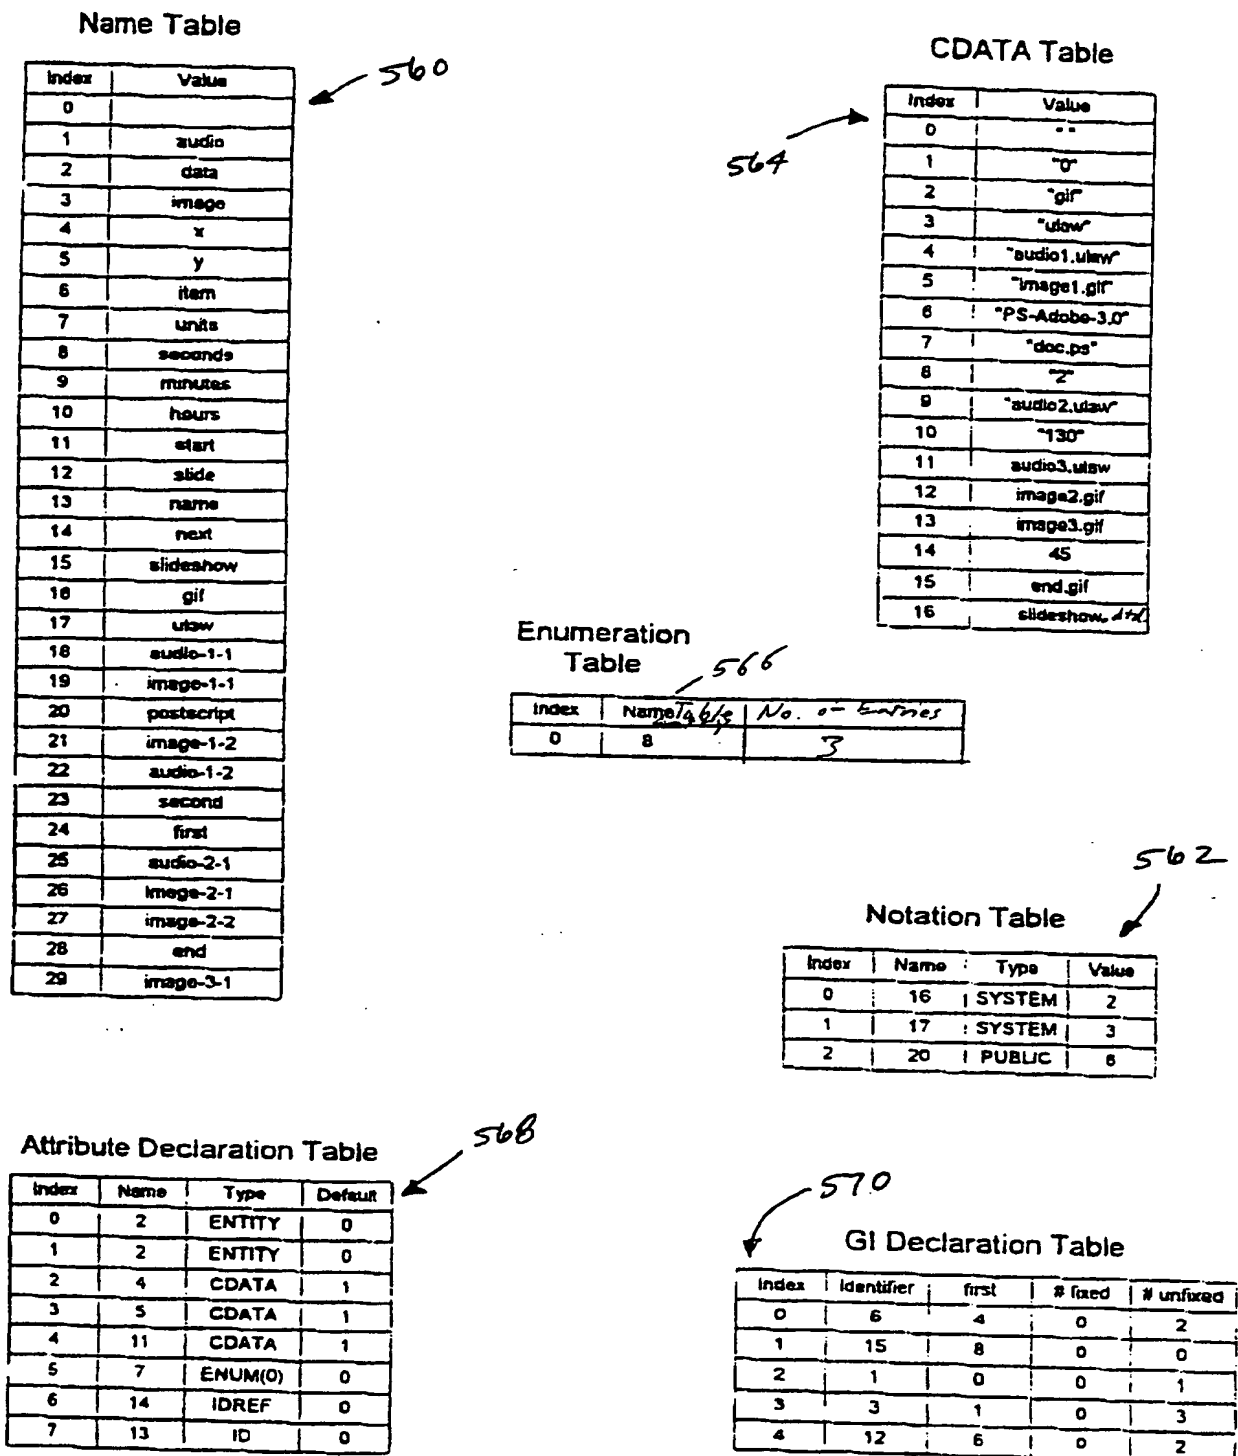 Name Table
560
Index Value
0
1 audio
2 data
3 image
4 x
5 y
6 item
7 units
8 seconds
9 minutes
10 hours
11 start
12 slide
13 name
14 next
15 slideshow
16 gif
17 ulaw
18 audio-1-1
19 image-1-1
20 postscript
21 image-1-2
22 audio-1-2
23 second
24 first
25 audio-2-1
26 image-2-1
27 image-2-2
28 end
29 image-3-1
CDATA Table
564
Index Value
0 ""
1 "0"
2 "gif"
3 "ulaw"
4 "audio1.ulaw"
5 "image1.gif"
6 "PS-Adobe-3.0"
7 "doc.ps"
8 "2"
9 "audio2.ulaw"
10 "130"
11 audio3.ulaw
12 image2.gif
13 image3.gif
14 45
15 end.gif
16 slideshow.dtd
Enumeration
Table
566
Index Name Table No. of Entries
0 8 3
562
Notation Table
Index Name Type Value
0 16 SYSTEM 2
1 17 SYSTEM 3
2 20 PUBLIC 6
Attribute Declaration Table
568
Index Name Type Default
0 2 ENTITY 0
1 2 ENTITY 0
2 4 CDATA 1
3 5 CDATA 1
4 11 CDATA 1
5 7 ENUM(0) 0
6 14 IDREF 0
7 13 ID 0
570
GI Declaration Table
Index Identifier first # fixed # unfixed
0 6 4 0 2
1 15 8 0 0
2 1 0 0 1
3 3 1 0 3
4 12 6 0 2